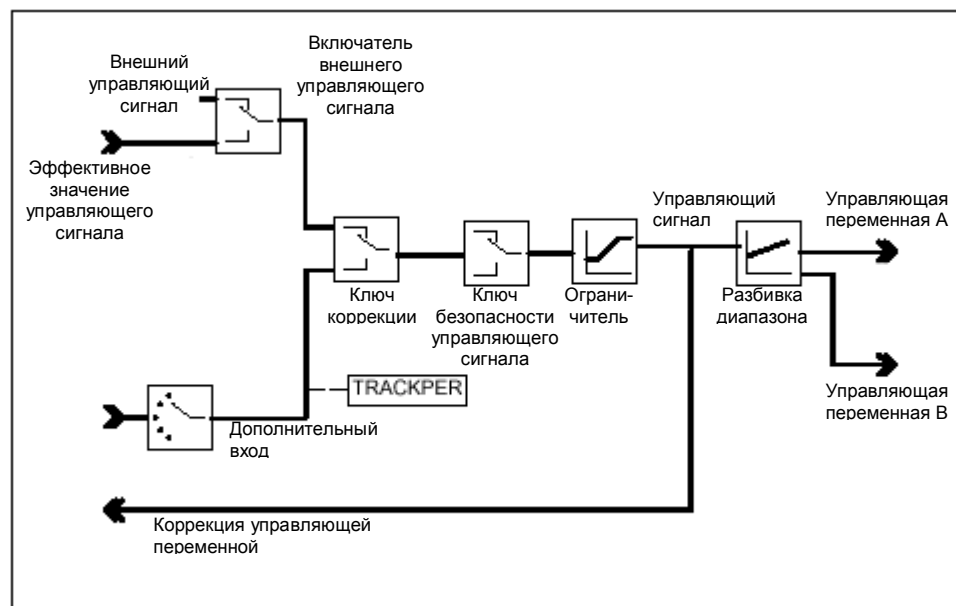 Внешний
управляющий
сигнал
Включатель
внешнего
управляющего
сигнала
Эффективное
значение
управляющего
сигнала
Управляющий
сигнал
Управляющая
переменная А
Ключ
коррекции
Ключ
безопасности
управляющего
сигнала
Ограни-
читель
Разбивка
диапазона
TRACKPER
Управляющая
переменная В
Дополнительный
вход
Коррекция управляющей
переменной